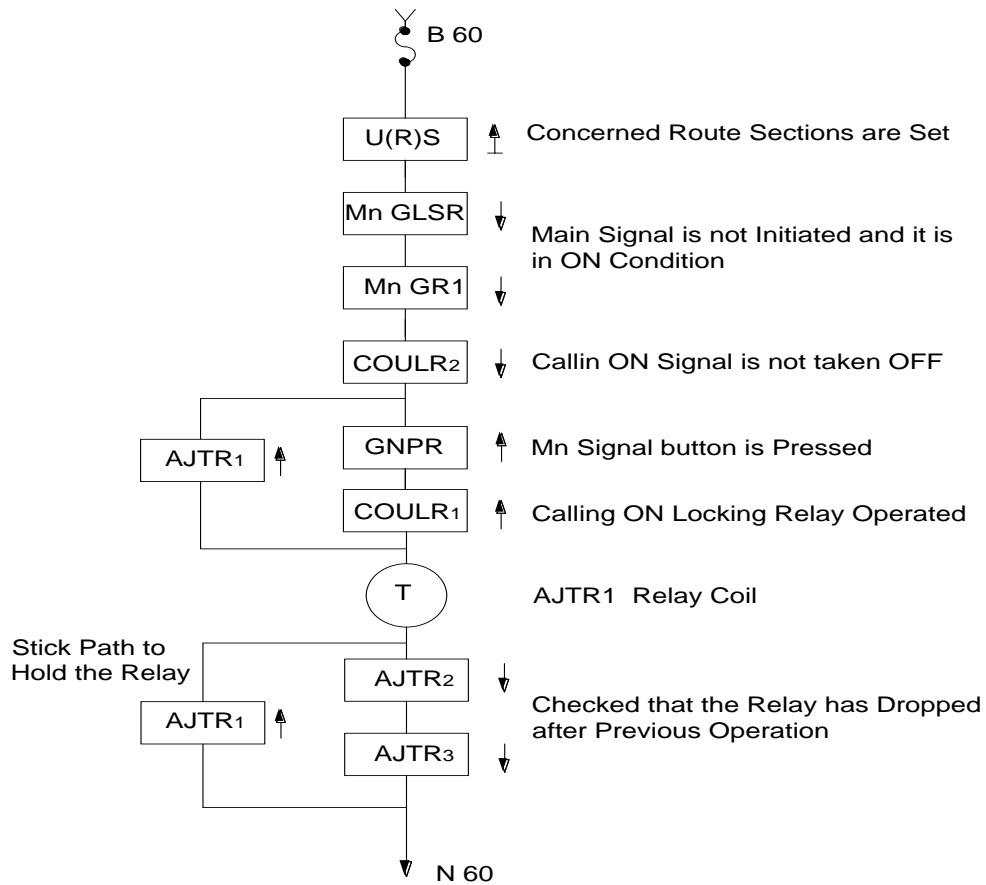 B 60
U(R)S
Concerned Route Sections are Set
Mn GLSR
Main Signal is not Initiated and it is
in ON Condition
Mn GR1
COULR2
Callin ON Signal is not taken OFF
AJTR1
GNPR
Mn Signal button is Pressed
COULR1
Calling ON Locking Relay Operated
T
AJTR1 Relay Coil
Stick Path to
Hold the Relay
AJTR2
AJTR1
Checked that the Relay has Dropped
after Previous Operation
AJTR3
N 60